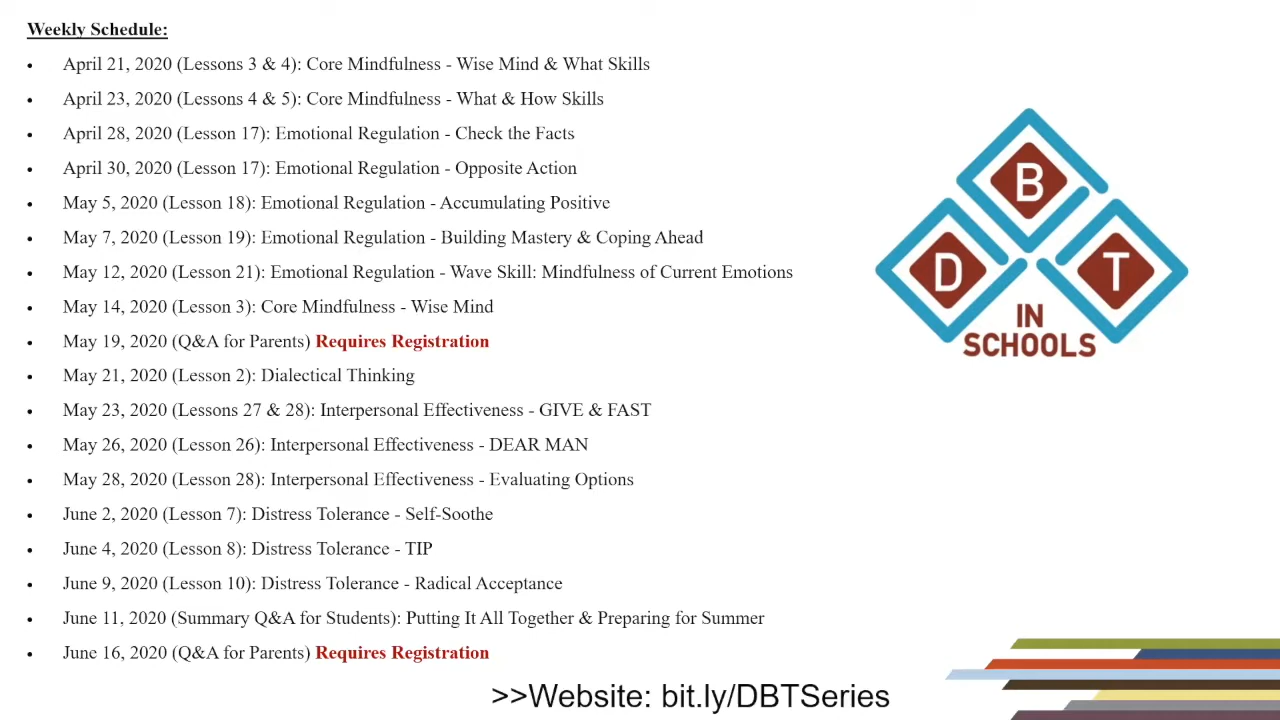 Weekly Schedule:
• April 21, 2020 (Lessons 3 & 4): Core Mindfulness - Wise Mind & What Skills
• April 23, 2020 (Lessons 4 & 5): Core Mindfulness - What & How Skills
• April 28, 2020 (Lesson 17): Emotional Regulation - Check the Facts
• April 30, 2020 (Lesson 17): Emotional Regulation - Opposite Action
• May 5, 2020 (Lesson 18): Emotional Regulation - Accumulating Positive
• May 7, 2020 (Lesson 19): Emotional Regulation - Building Mastery & Coping Ahead
• May 12, 2020 (Lesson 21): Emotional Regulation - Wave Skill: Mindfulness of Current Emotions
• May 14, 2020 (Lesson 3): Core Mindfulness - Wise Mind
• May 19, 2020 (Q&A for Parents) Requires Registration
• May 21, 2020 (Lesson 2): Dialectical Thinking
• May 23, 2020 (Lessons 27 & 28): Interpersonal Effectiveness - GIVE & FAST
• May 26, 2020 (Lesson 26): Interpersonal Effectiveness - DEAR MAN
• May 28, 2020 (Lesson 28): Interpersonal Effectiveness - Evaluating Options
• June 2, 2020 (Lesson 7): Distress Tolerance - Self-Soothe
• June 4, 2020 (Lesson 8): Distress Tolerance - TIP
• June 9, 2020 (Lesson 10): Distress Tolerance - Radical Acceptance
• June 11, 2020 (Summary Q&A for Students): Putting It All Together & Preparing for Summer
• June 16, 2020 (Q&A for Parents) Requires Registration
D B T
IN
SCHOOLS
>>Website: bit.ly/DBTSeries